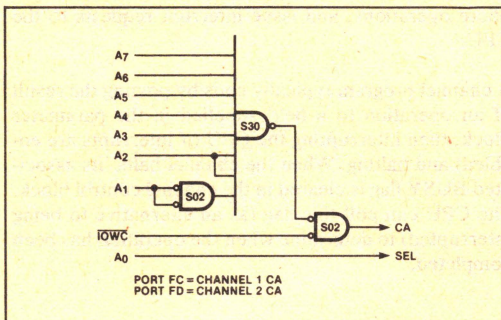 A7
A6
A5
A4
A3
A2
A1
IOWC
A0
S30
S02
S02
CA
SEL
PORT FC = CHANNEL 1 CA
PORT FD = CHANNEL 2 CA